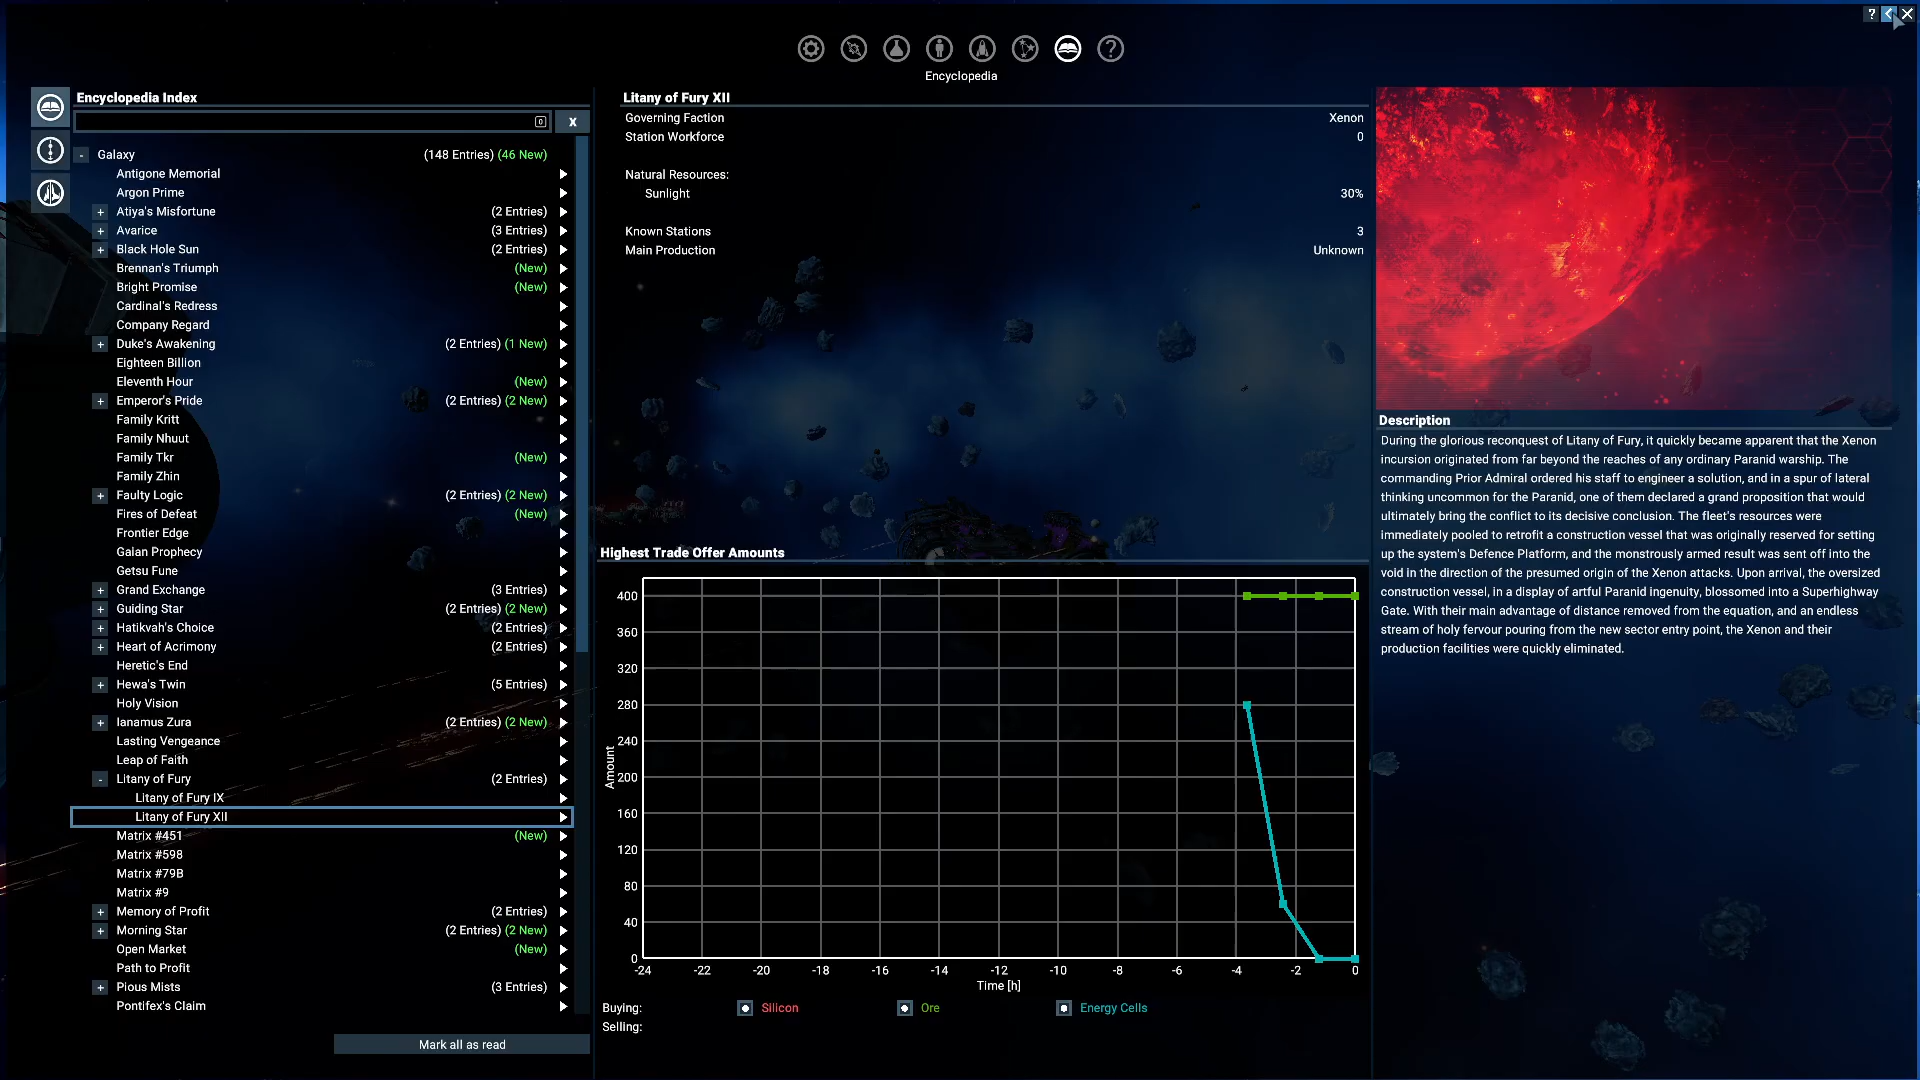 ?
Encyclopedia
Encyclopedia Index
X
- Galaxy (148 Entries) (46 New)
Antigone Memorial
Argon Prime
+ Atiya's Misfortune (2 Entries)
+ Avarice (3 Entries)
+ Black Hole Sun (2 Entries)
Brennan's Triumph (New)
Bright Promise (New)
Cardinal's Redress
Company Regard
+ Duke's Awakening (2 Entries) (1 New)
Eighteen Billion
Eleventh Hour (New)
+ Emperor's Pride (2 Entries) (2 New)
Family Kritt
Family Nhuut
Family Tkr (New)
Family Zhin
+ Faulty Logic (2 Entries) (2 New)
Fires of Defeat (New)
Frontier Edge
Gaian Prophecy
Getsu Fune
+ Grand Exchange (3 Entries)
+ Guiding Star (2 Entries) (2 New)
+ Hatikvah's Choice (2 Entries)
+ Heart of Acrimony (2 Entries)
Heretic's End
+ Hewa's Twin (5 Entries)
Holy Vision
+ Ianamus Zura (2 Entries) (2 New)
Lasting Vengeance
Leap of Faith
- Litany of Fury (2 Entries)
Litany of Fury IX
Litany of Fury XII
Matrix #451 (New)
Matrix #598
Matrix #79B
Matrix #9
+ Memory of Profit (2 Entries)
+ Morning Star (2 Entries) (2 New)
Open Market (New)
Path to Profit
+ Pious Mists (3 Entries)
Pontifex's Claim
Mark all as read
Litany of Fury XII
Governing Faction Xenon
Station Workforce 0
Natural Resources:
Sunlight 30%
Known Stations 3
Main Production Unknown
Highest Trade Offer Amounts
400
360
320
280
240
200
160
120
80
40
0
Amount
-24 -22 -20 -18 -16 -14 -12 -10 -8 -6 -4 -2 0
Time [h]
Buying: Silicon Ore Energy Cells
Selling:
Description
During the glorious reconquest of Litany of Fury, it quickly became apparent that the Xenon
incursion originated from far beyond the reaches of any ordinary Paranid warship. The
commanding Prior Admiral ordered his staff to engineer a solution, and in a spur of lateral
thinking uncommon for the Paranid, one of them declared a grand proposition that would
ultimately bring the conflict to its decisive conclusion. The fleet's resources were
immediately pooled to retrofit a construction vessel that was originally reserved for setting
up the system's Defence Platform, and the monstrously armed result was sent off into the
void in the direction of the presumed origin of the Xenon attacks. Upon arrival, the oversized
construction vessel, in a display of artful Paranid ingenuity, blossomed into a Superhighway
Gate. With their main advantage of distance removed from the equation, and an endless
stream of holy fervour pouring from the new sector entry point, the Xenon and their
production facilities were quickly eliminated.